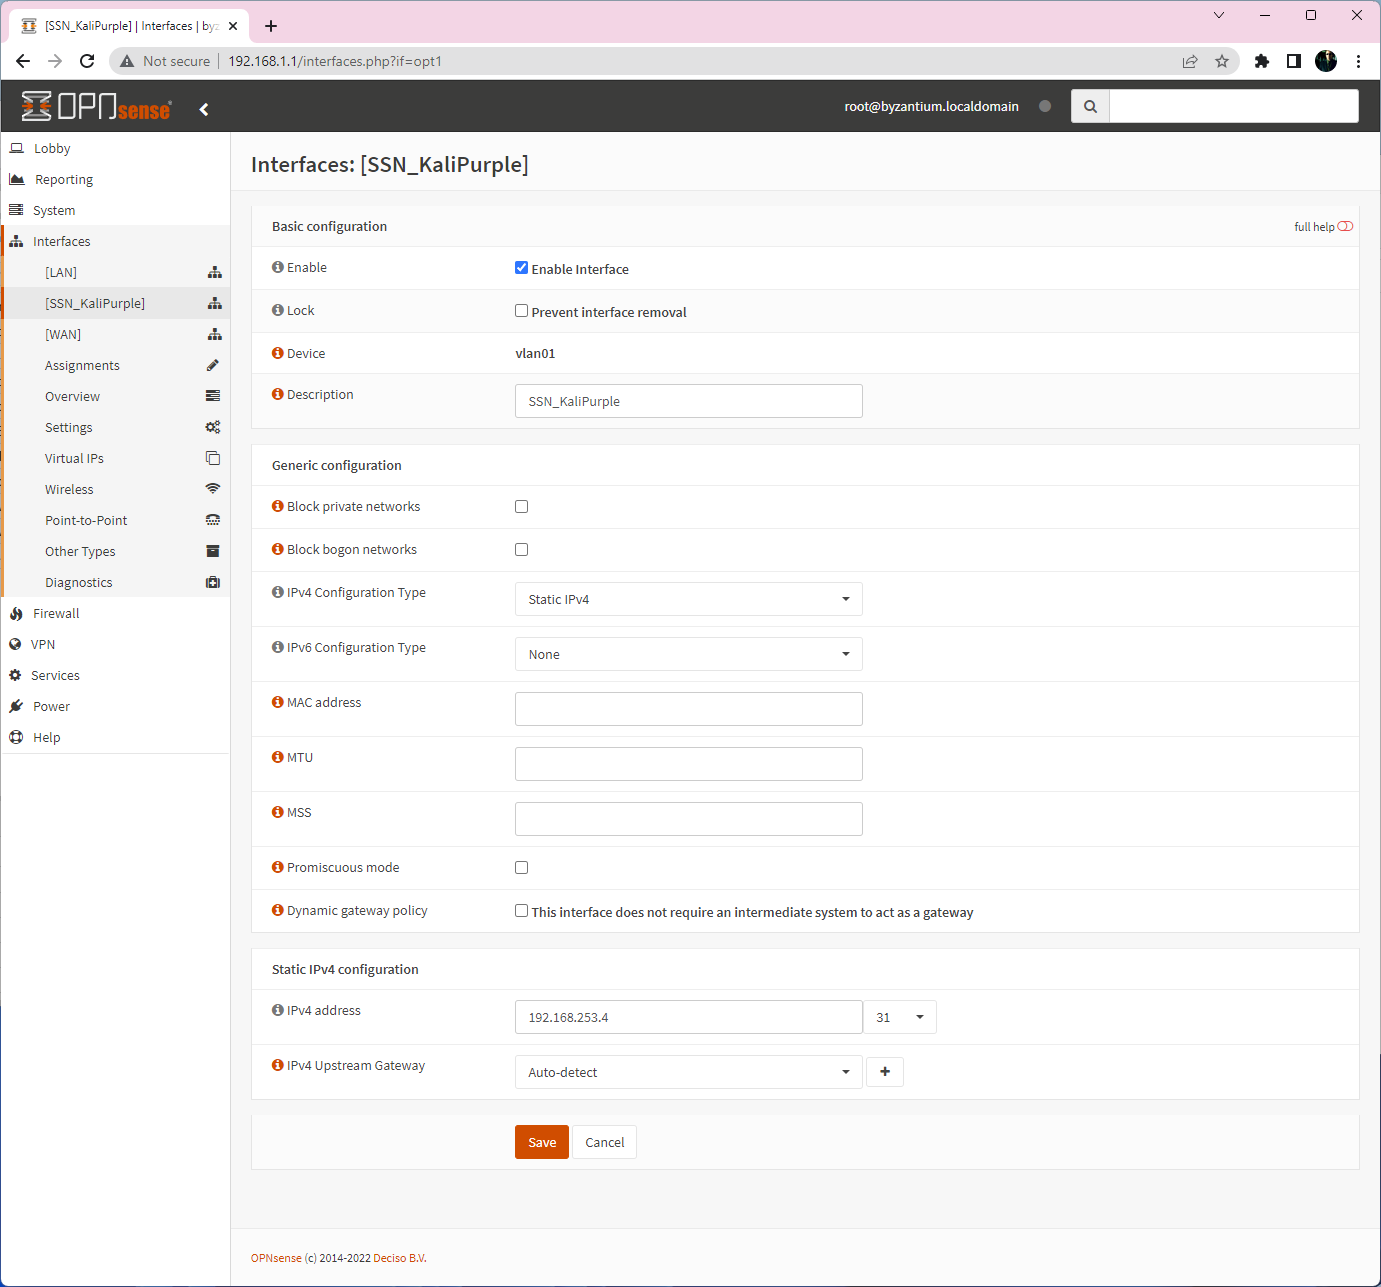 [SSN_KaliPurple] | Interfaces | byz
Not secure | 192.168.1.1/interfaces.php?if=opt1
OPNsense®
root@byzantium.localdomain
Lobby
Reporting
System
Interfaces
[LAN]
[SSN_KaliPurple]
[WAN]
Assignments
Overview
Settings
Virtual IPs
Wireless
Point-to-Point
Other Types
Diagnostics
Firewall
VPN
Services
Power
Help
Interfaces: [SSN_KaliPurple]
Basic configuration
full help
Enable
Enable Interface
Lock
Prevent interface removal
Device
vlan01
Description
SSN_KaliPurple
Generic configuration
Block private networks
Block bogon networks
IPv4 Configuration Type
Static IPv4
IPv6 Configuration Type
None
MAC address
MTU
MSS
Promiscuous mode
Dynamic gateway policy
This interface does not require an intermediate system to act as a gateway
Static IPv4 configuration
IPv4 address
192.168.253.4
31
IPv4 Upstream Gateway
Auto-detect
Save
Cancel
OPNsense (c) 2014-2022 Deciso B.V.